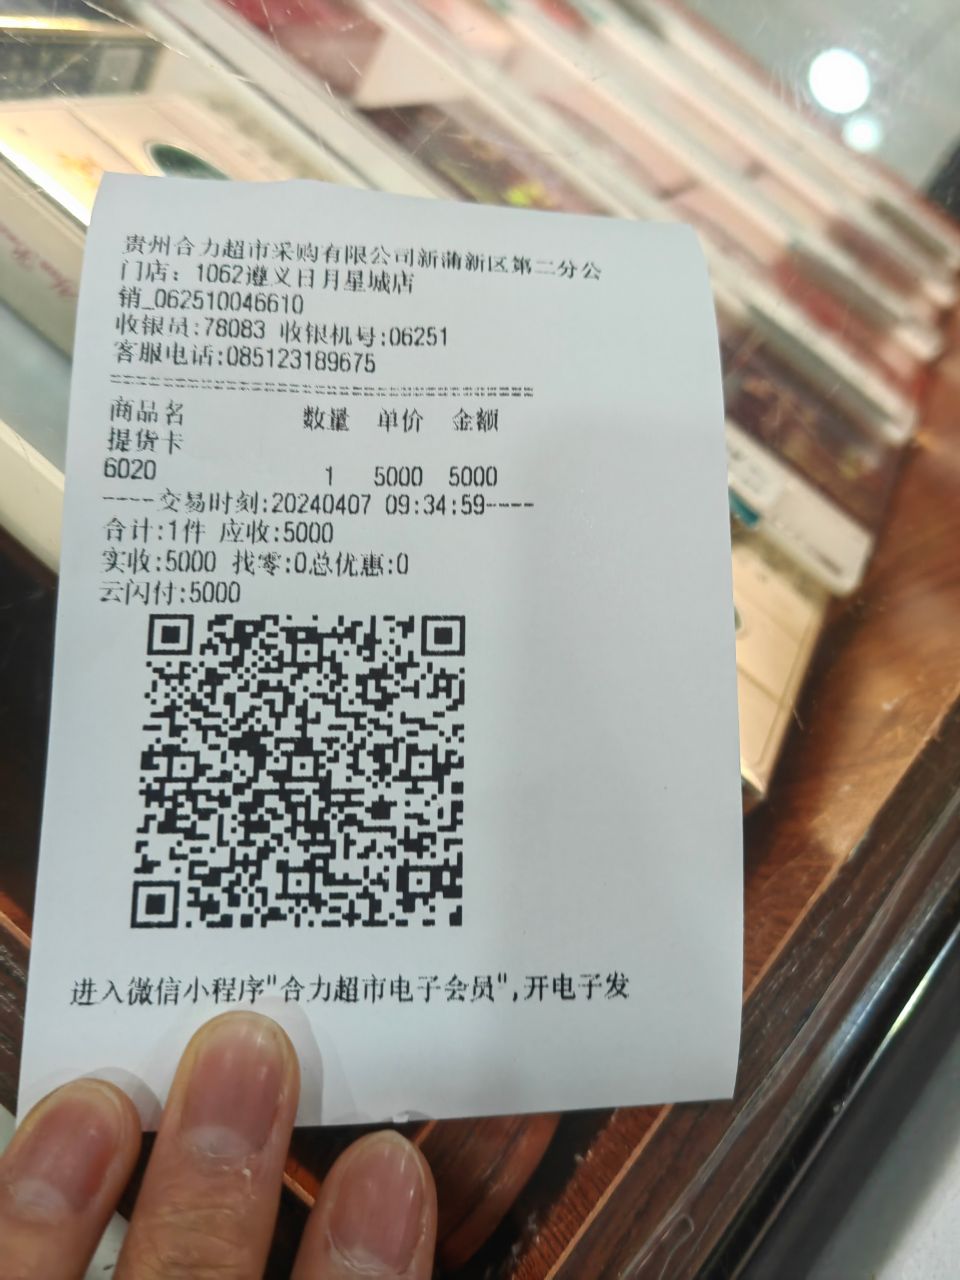 贵州合力超市采购有限公司新蒲新区第二分公
门店：1062遵义日月星城店
销_062510046610
收银员:78083 收银机号:06251
客服电话:085123189675
商品名 数量 单价 金额
提货卡
6020 1 5000 5000
----交易时刻:20240407 09:34:59----
合计:1件 应收:5000
实收:5000 找零:0总优惠:0
云闪付:5000
进入微信小程序"合力超市电子会员",开电子发